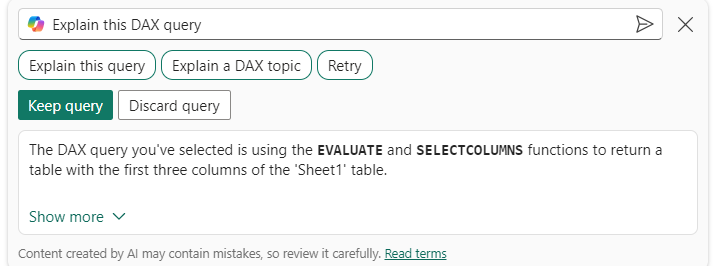 Explain this DAX query
Explain this query Explain a DAX topic Retry
Keep query Discard query
The DAX query you've selected is using the EVALUATE and SELECTCOLUMNS functions to return a
table with the first three columns of the 'Sheet1' table.
Show more
Content created by AI may contain mistakes, so review it carefully. Read terms